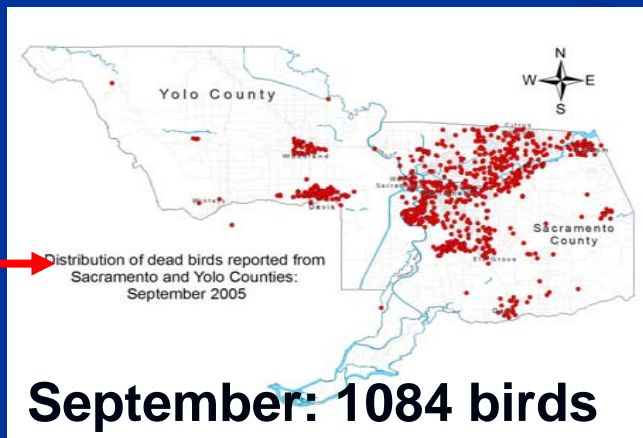 N
W E
S
Yolo County
Citrus
Woodland
Winters
Davis
Sacramento
County
Elk Grove
Distribution of dead birds reported from
Sacramento and Yolo Counties:
September 2005
September: 1084 birds